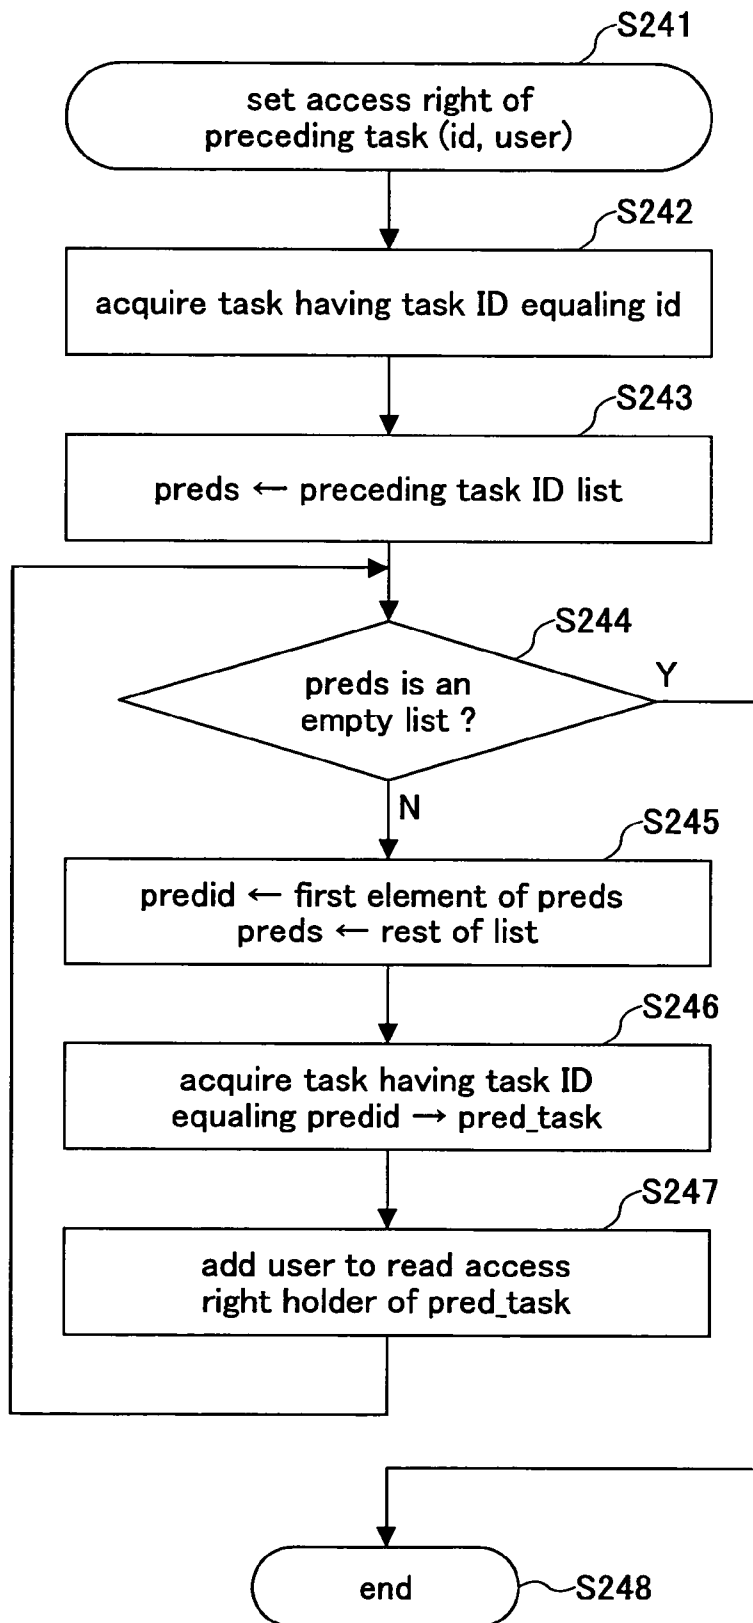 S241
set access right of
preceding task (id, user)
S242
acquire task having task ID equaling id
S243
preds ← preceding task ID list
S244
preds is an
empty list ?
Y
N
S245
predid ← first element of preds
preds ← rest of list
S246
acquire task having task ID
equaling predid → pred_task
S247
add user to read access
right holder of pred_task
end
S248